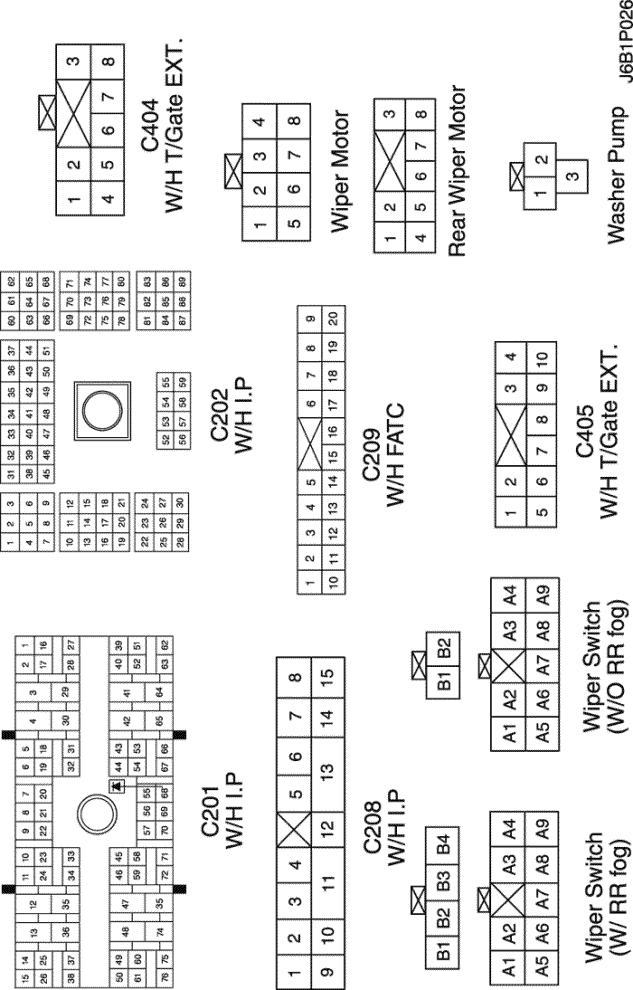 15 14 13 12 11 10 9 8 7 6 5 4 3 2 1
26 25 24 23 22 21 20 19 18 17 16
38 37 36 35 34 33 32 31 30 29 28 27
50 49 48 47 46 45 44 43 42 41 40 39
61 60 59 58 57 56 55 54 53 52 51
76 75 74 35 72 71 70 69 68 67 66 65 64 63 62
C201
W/H I.P
1 2 3
4 5 6
7 8 9
10 11 12
13 14 15
16 17 18
19 20 21
22 23 24
25 26 27
28 29 30
31 32 33 34 35 36 37
38 39 40 41 42 43 44
45 46 47 48 49 50 51
52 53 54 55
56 57 58 59
60 61 62
63 64 65
66 67 68
69 70 71
72 73 74
75 76 77
78 79 80
81 82 83
84 85 86
87 88 89
C202
W/H I.P
1 2 3
4 5 6 7 8
C404
W/H T/Gate EXT.
1 2 3 4 5 6 7 8
9 10 11 12 13 14 15
C208
W/H I.P
1 2 3 4 5 6 7 8 9
10 11 12 13 14 15 16 17 18 19 20
C209
W/H FATC
1 2 3 4
5 6 7 8
Wiper Motor
1 2 3
4 5 6 7 8
Rear Wiper Motor
B1 B2 B3 B4
A1 A2 A3 A4
A5 A6 A7 A8 A9
Wiper Switch
(W/ RR fog)
B1 B2
A1 A2 A3 A4
A5 A6 A7 A8 A9
Wiper Switch
(W/O RR fog)
1 2 3 4
5 6 7 8 9 10
C405
W/H T/Gate EXT.
1 2
3
Washer Pump
J6B1P026